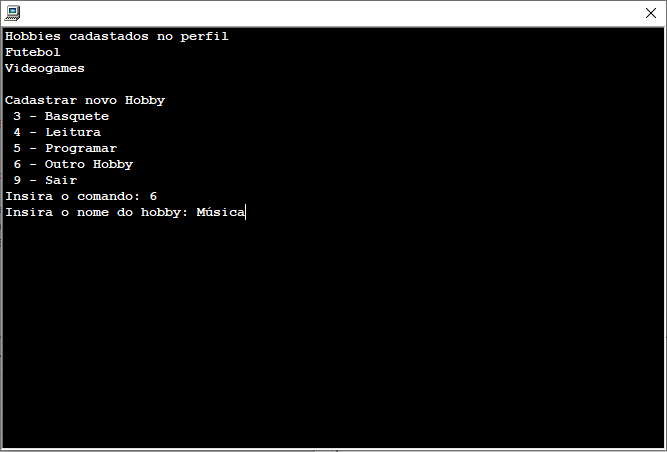 Hobbies cadastados no perfil
Futebol
Videogames
Cadastrar novo Hobby
3 - Basquete
4 - Leitura
5 - Programar
6 - Outro Hobby
9 - Sair
Insira o comando: 6
Insira o nome do hobby: Música